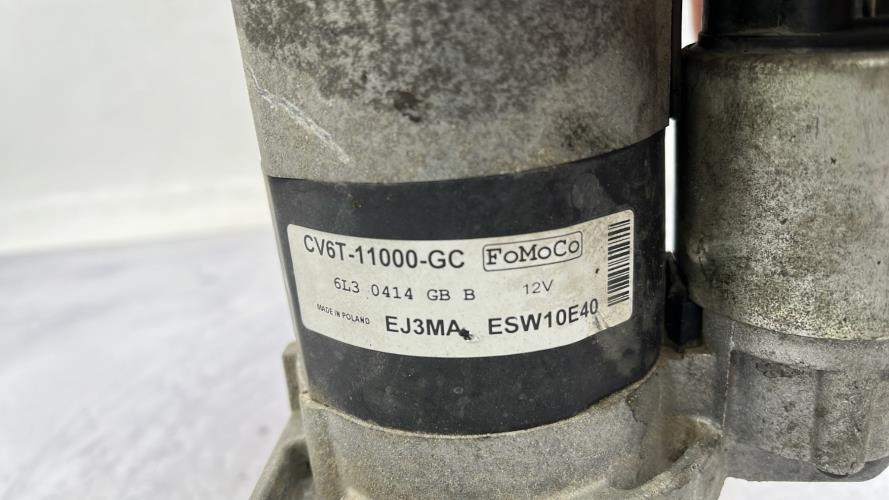 CV6T-11000-GC FoMoCo
6L3 0414 GB B 12V
MADE IN POLAND EJ3MA ESW10E40